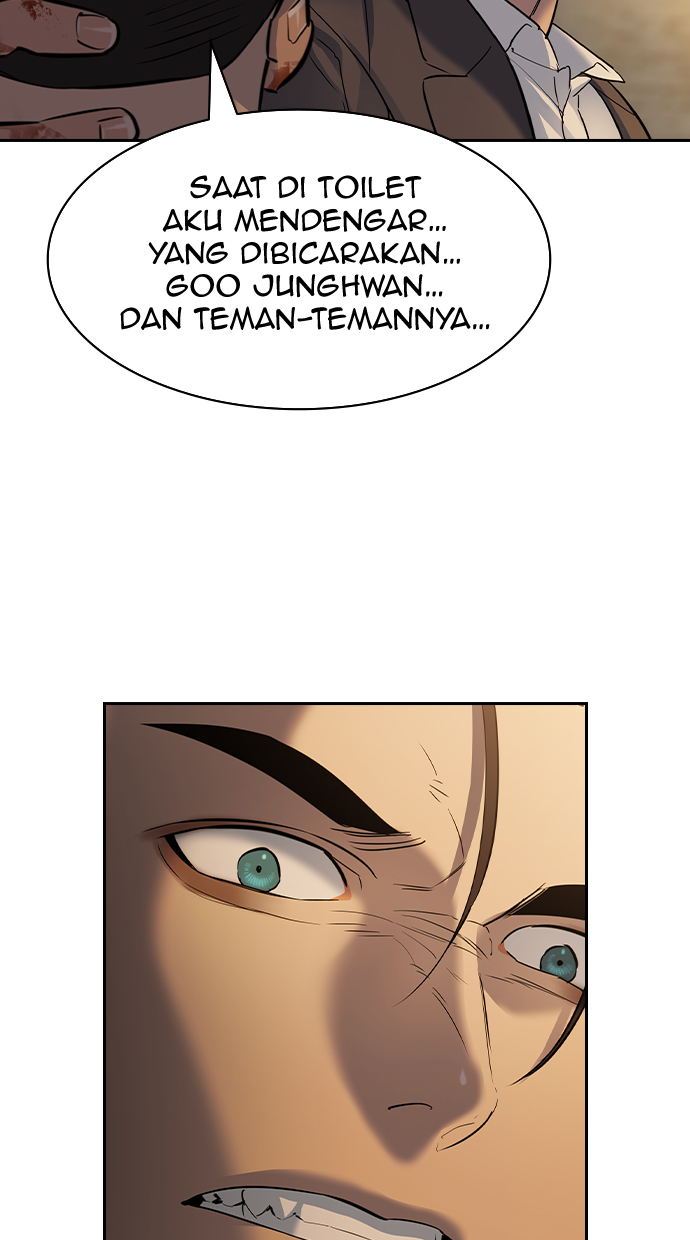 SAAT DI TOILET
AKU MENDENGAR...
YANG DIBICARAKAN...
GOO JUNGHWAN...
DAN TEMAN-TEMANNYA...